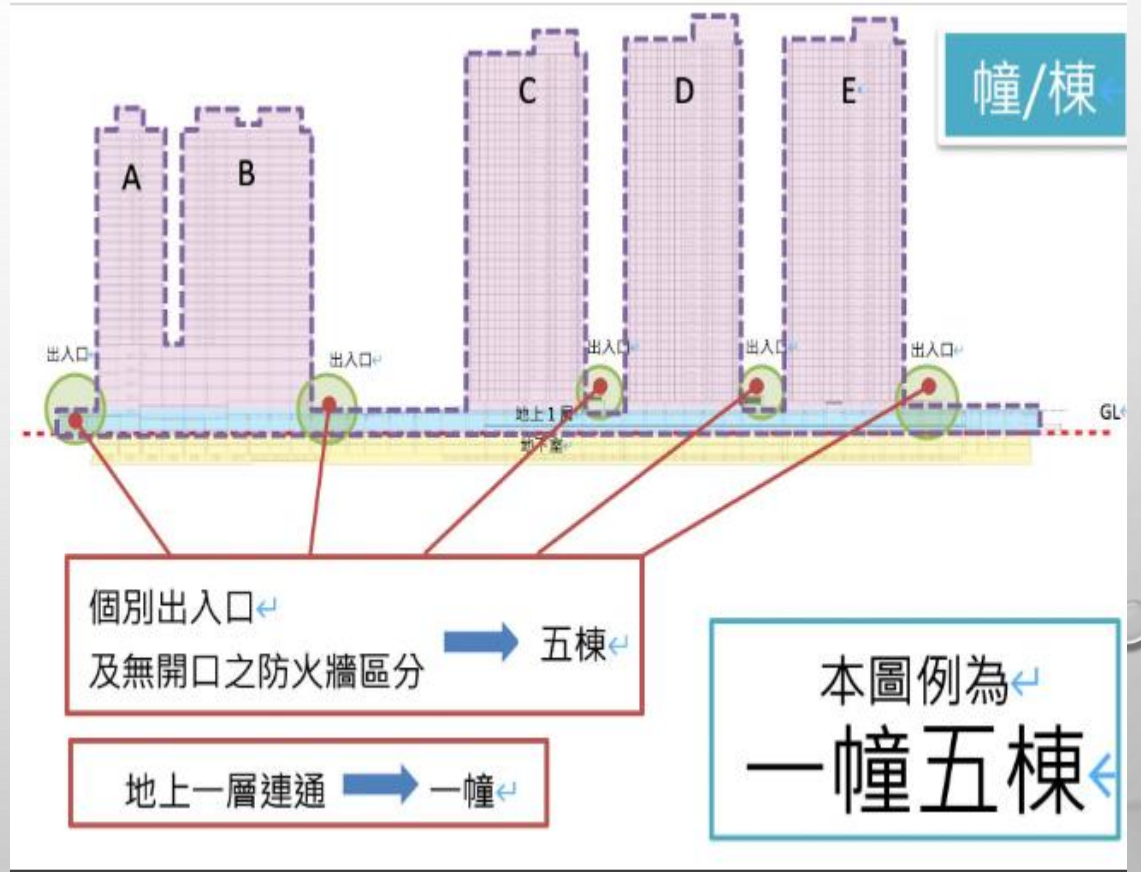 幢/棟
A
B
C
D
E
出入口
出入口
出入口
出入口
出入口
地上1層
GL
地下室
個別出入口
及無開口之防火牆區分
五棟
地上一層連通
一幢
本圖例為
一幢五棟